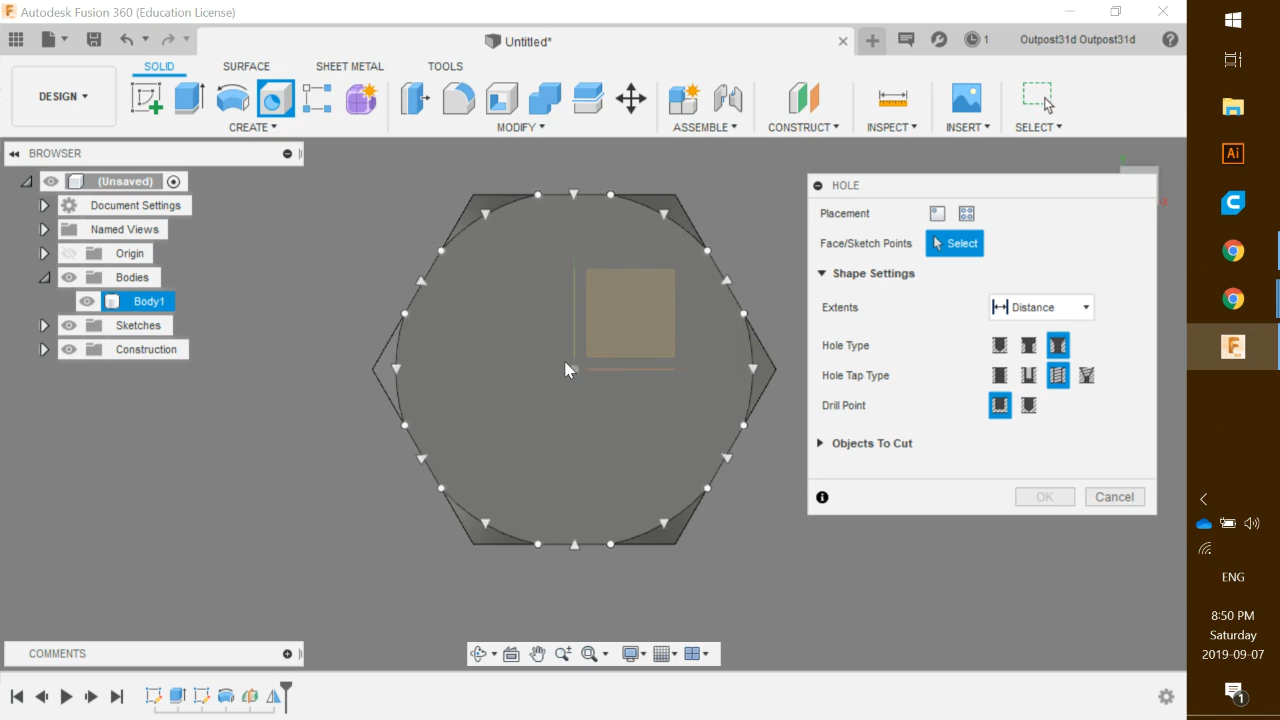 Autodesk Fusion 360 (Education License)
Untitled*
1
Outpost31d Outpost31d
SOLID
SURFACE
SHEET METAL
TOOLS
DESIGN
CREATE
MODIFY
ASSEMBLE
CONSTRUCT
INSPECT
INSERT
SELECT
BROWSER
(Unsaved)
Document Settings
Named Views
Origin
Bodies
Body1
Sketches
Construction
HOLE
Placement
Face/Sketch Points
Select
Shape Settings
Extents
Distance
Hole Type
Hole Tap Type
Drill Point
Objects To Cut
OK
Cancel
COMMENTS
Ai
F
ENG
8:50 PM
Saturday
2019-09-07
1